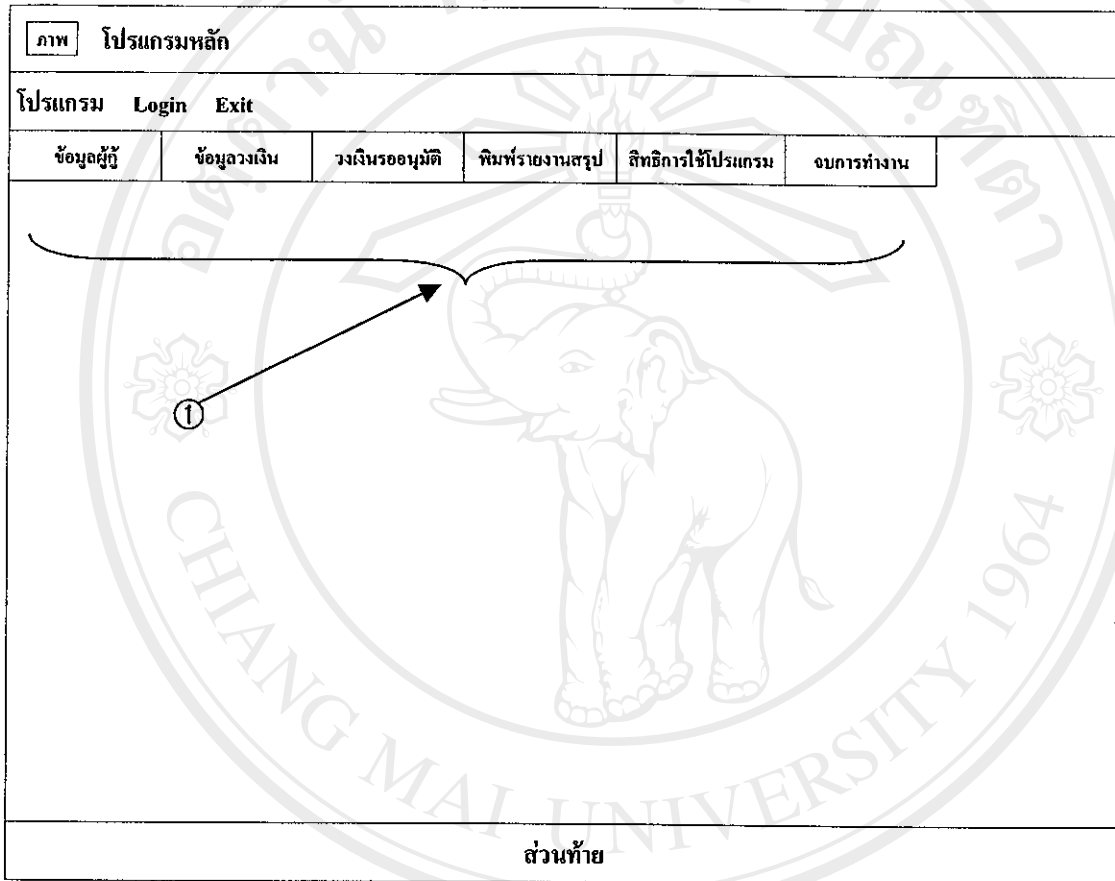 ภาพ โปรแกรมหลัก
โปรแกรม Login Exit
ข้อมูลผู้กู้ ข้อมูลวงเงิน วงเงินรออนุมัติ พิมพ์รายงานสรุป สิทธิการใช้โปรแกรม จบการทำงาน
①
ส่วนท้าย
CHIANG MAI UNIVERSITY 1964